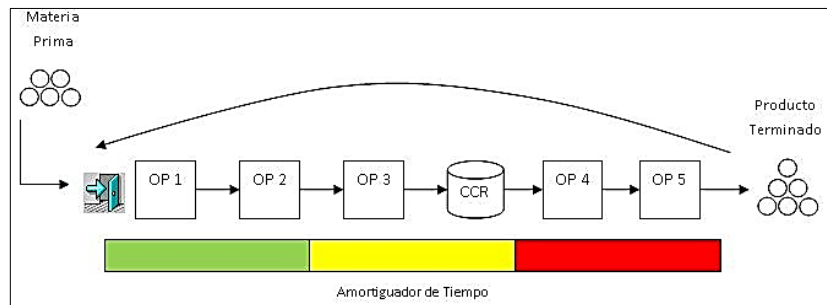 Materia
Prima
Producto
Terminado
OP 1
OP 2
OP 3
CCR
OP 4
OP 5
Amortiguador de Tiempo